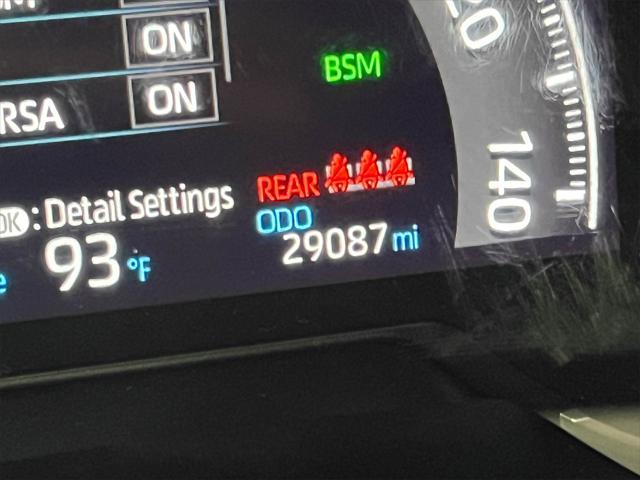 ON
BSM
RSA ON
REAR
OK : Detail Settings
ODO
93 °F
29087 mi
140